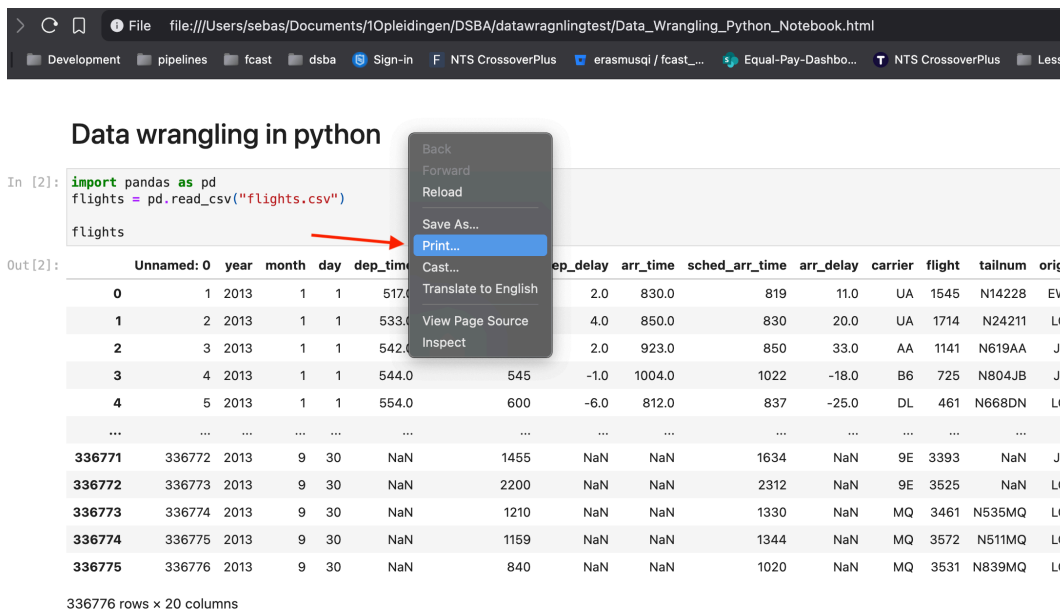 File file:///Users/sebas/Documents/1Opleidingen/DSBA/datawragnlingtest/Data_Wrangling_Python_Notebook.html
Development pipelines fcast dsba Sign-in F NTS CrossoverPlus erasmusqi / fcast_... Equal-Pay-Dashbo... T NTS CrossoverPlus Less
Data wrangling in python
In [2]: import pandas as pd
flights = pd.read_csv("flights.csv")
flights
Back
Forward
Reload
Save As...
Print...
Cast...
Translate to English
View Page Source
Inspect
Out[2]: Unnamed: 0 year month day dep_time ep_delay arr_time sched_arr_time arr_delay carrier flight tailnum orig
0 1 2013 1 1 517.0 2.0 830.0 819 11.0 UA 1545 N14228 EW
1 2 2013 1 1 533.0 4.0 850.0 830 20.0 UA 1714 N24211 LG
2 3 2013 1 1 542.0 2.0 923.0 850 33.0 AA 1141 N619AA J
3 4 2013 1 1 544.0 545 -1.0 1004.0 1022 -18.0 B6 725 N804JB J
4 5 2013 1 1 554.0 600 -6.0 812.0 837 -25.0 DL 461 N668DN LG
... ... ... ... ... ... ... ... ... ... ... ... ... ...
336771 336772 2013 9 30 NaN 1455 NaN NaN 1634 NaN 9E 3393 NaN J
336772 336773 2013 9 30 NaN 2200 NaN NaN 2312 NaN 9E 3525 NaN LG
336773 336774 2013 9 30 NaN 1210 NaN NaN 1330 NaN MQ 3461 N535MQ LG
336774 336775 2013 9 30 NaN 1159 NaN NaN 1344 NaN MQ 3572 N511MQ LG
336775 336776 2013 9 30 NaN 840 NaN NaN 1020 NaN MQ 3531 N839MQ LG
336776 rows × 20 columns